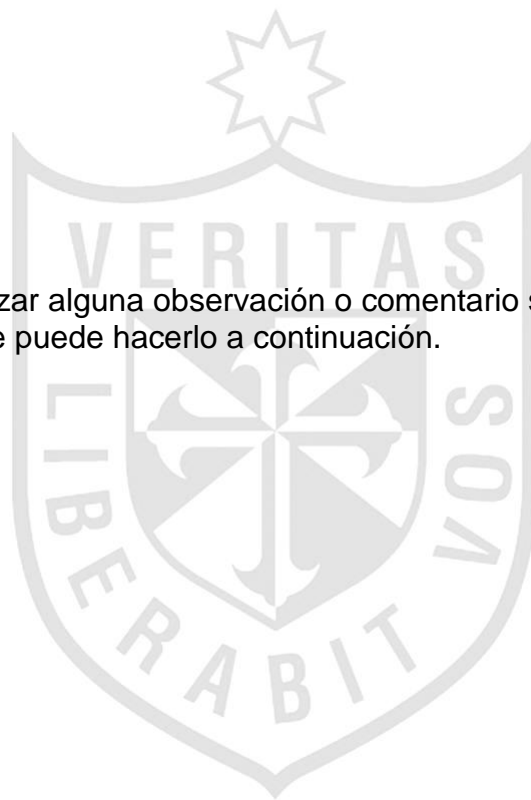 VERITAS
zar alguna observación o comentario s
e puede hacerlo a continuación.
LIBERABIT VOS